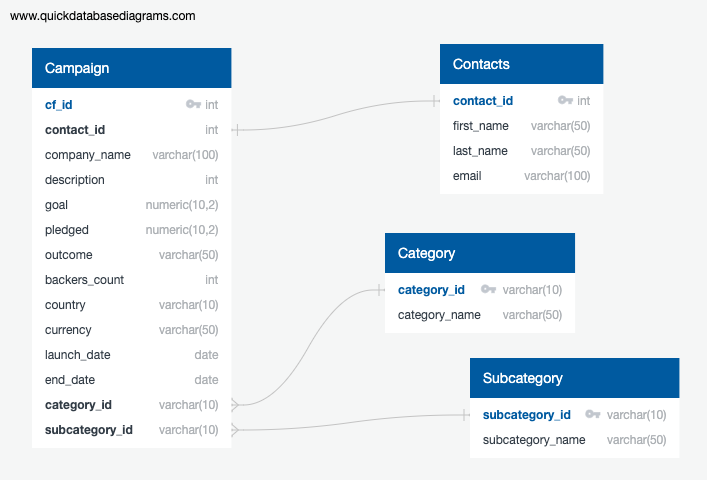 www.quickdatabasediagrams.com
Campaign
cf_id int
contact_id int
company_name varchar(100)
description int
goal numeric(10,2)
pledged numeric(10,2)
outcome varchar(50)
backers_count int
country varchar(10)
currency varchar(50)
launch_date date
end_date date
category_id varchar(10)
subcategory_id varchar(10)
Contacts
contact_id int
first_name varchar(50)
last_name varchar(50)
email varchar(100)
Category
category_id varchar(10)
category_name varchar(50)
Subcategory
subcategory_id varchar(10)
subcategory_name varchar(50)